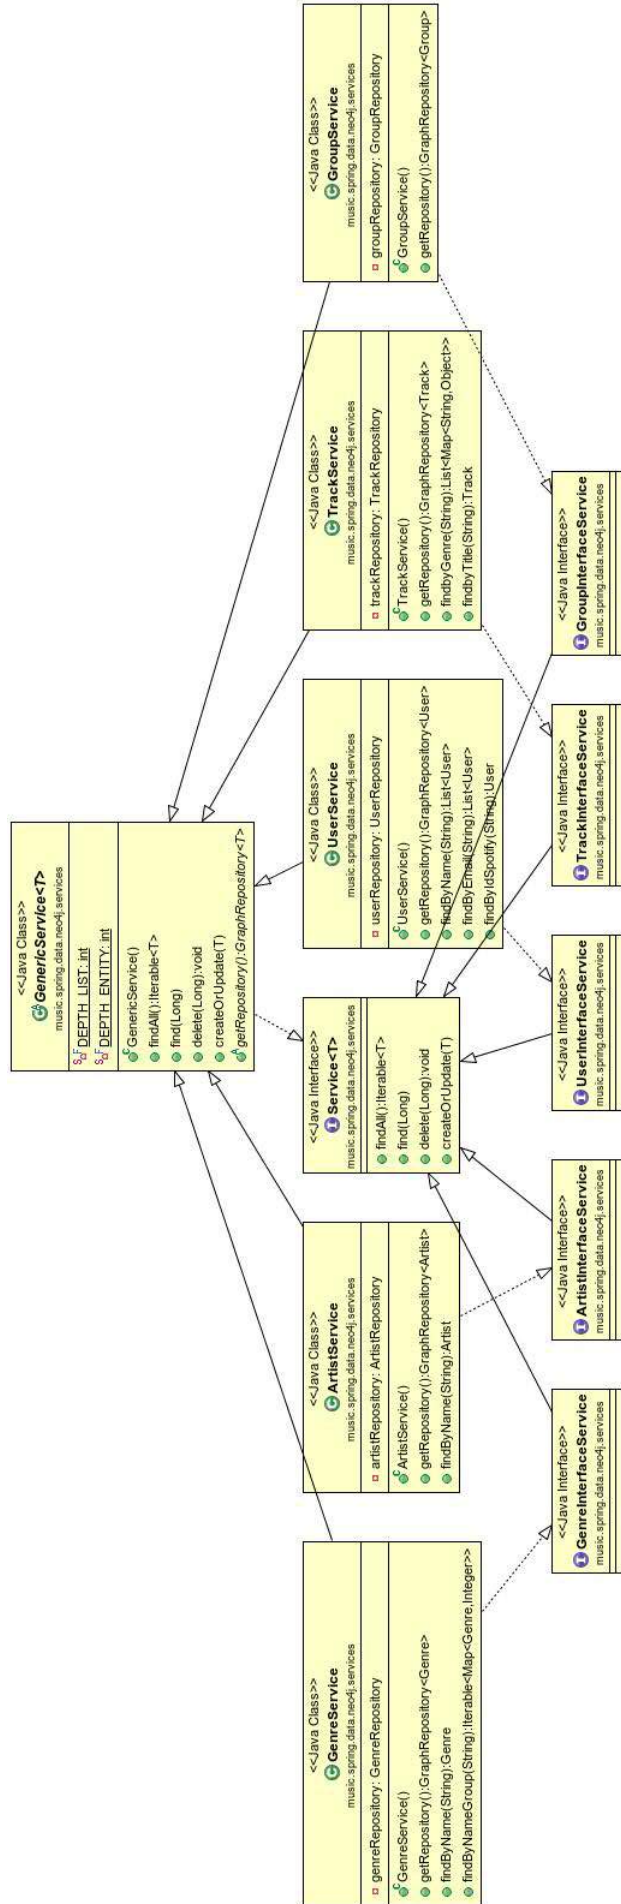 <<Java Class>>
GenericService<T>
music.spring.data.neo4j.services
DEPTH_LIST: int
DEPTH_ENTITY: int
GenericService()
findAll():Iterable<T>
find(Long)
delete(Long):void
createOrUpdate(T)
getRepository():GraphRepository<T>
<<Java Class>>
GenreService
music.spring.data.neo4j.services
genreRepository: GenreRepository
GenreService()
getRepository():GraphRepository<Genre>
findByName(String):Genre
findByNameGroup(String):Iterable<Map<Genre,Integer>>
<<Java Class>>
ArtistService
music.spring.data.neo4j.services
artistRepository: ArtistRepository
ArtistService()
getRepository():GraphRepository<Artist>
findByName(String):Artist
<<Java Interface>>
Service<T>
music.spring.data.neo4j.services
findAll():Iterable<T>
find(Long)
delete(Long):void
createOrUpdate(T)
<<Java Class>>
UserService
music.spring.data.neo4j.services
userRepository: UserRepository
UserService()
getRepository():GraphRepository<User>
findByName(String):List<User>
findByEmail(String):List<User>
findByIdSpotify(String):User
<<Java Class>>
TrackService
music.spring.data.neo4j.services
trackRepository: TrackRepository
TrackService()
getRepository():GraphRepository<Track>
findbyGenre(String):List<Map<String,Object>>
findbyTitle(String):Track
<<Java Class>>
GroupService
music.spring.data.neo4j.services
groupRepository: GroupRepository
GroupService()
getRepository():GraphRepository<Group>
<<Java Interface>>
GenreInterfaceService
music.spring.data.neo4j.services
<<Java Interface>>
ArtistInterfaceService
music.spring.data.neo4j.services
<<Java Interface>>
UserInterfaceService
music.spring.data.neo4j.services
<<Java Interface>>
TrackInterfaceService
music.spring.data.neo4j.services
<<Java Interface>>
GroupInterfaceService
music.spring.data.neo4j.services